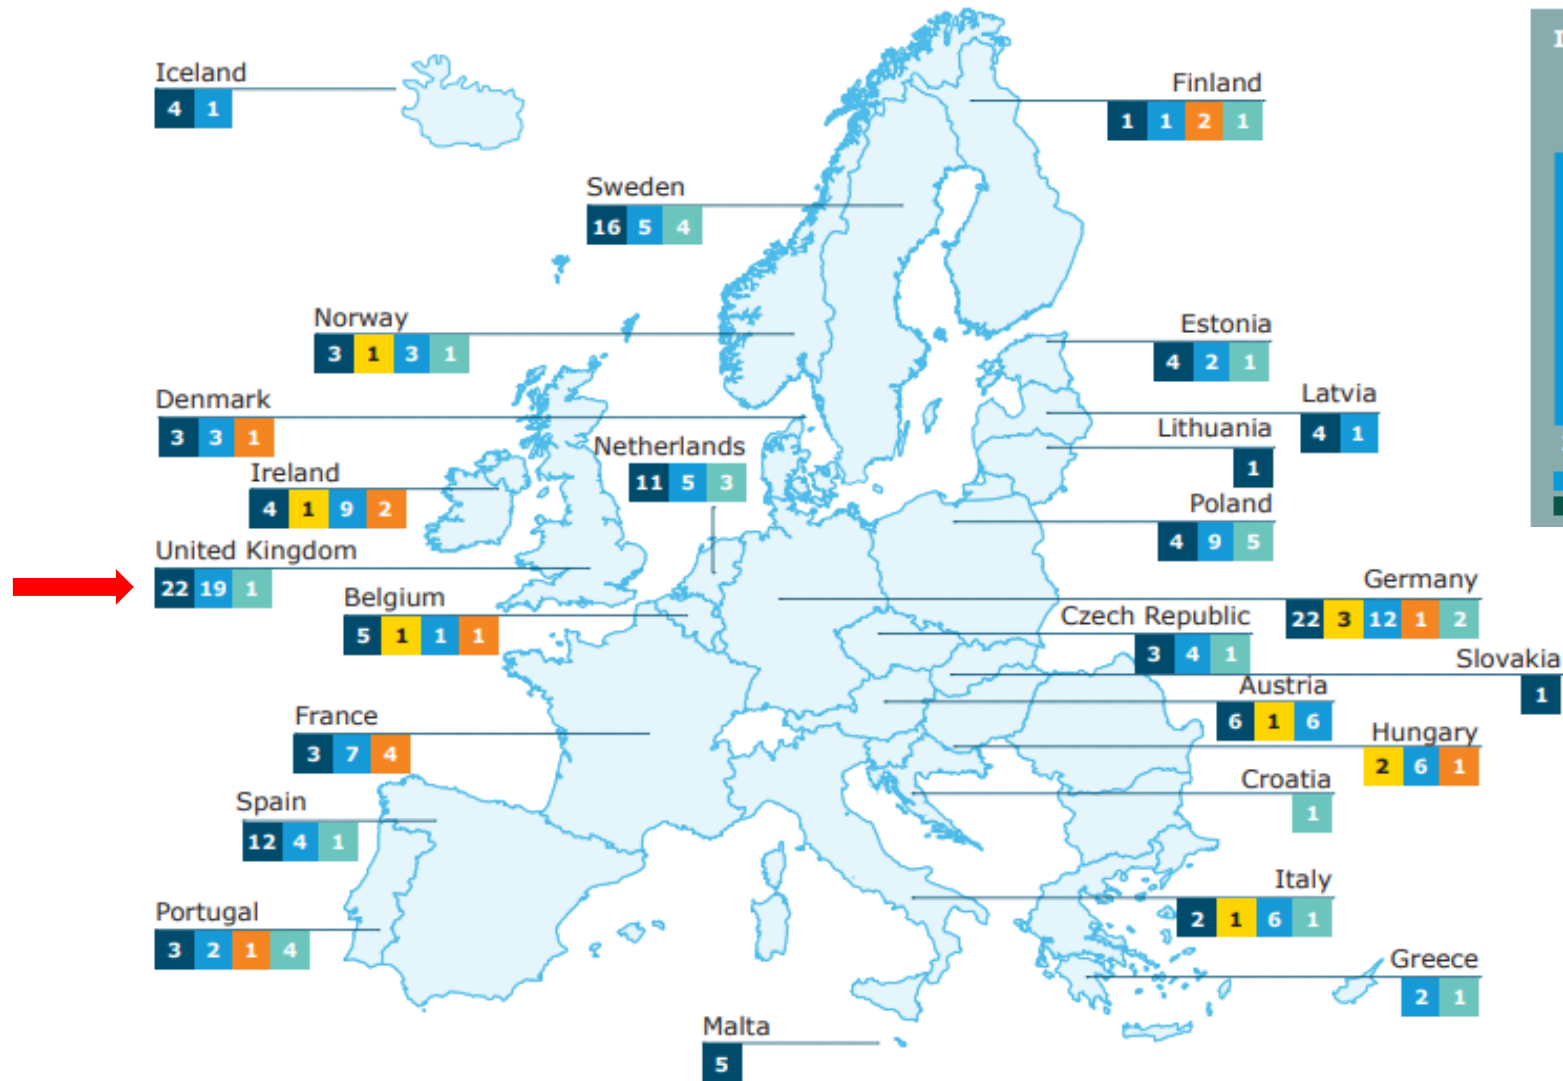 Iceland
4 1
Finland
1 1 2 1
Sweden
16 5 4
Norway
3 1 3 1
Estonia
4 2 1
Denmark
3 3 1
Latvia
4 1
Netherlands
11 5 3
Lithuania
1
Ireland
4 1 9 2
Poland
4 9 5
United Kingdom
22 19 1
Germany
22 3 12 1 2
Belgium
5 1 1 1
Czech Republic
3 4 1
Slovakia
1
Austria
6 1 6
France
3 7 4
Hungary
2 6 1
Croatia
1
Spain
12 4 1
Italy
2 1 6 1
Portugal
3 2 1 4
Greece
2 1
Malta
5